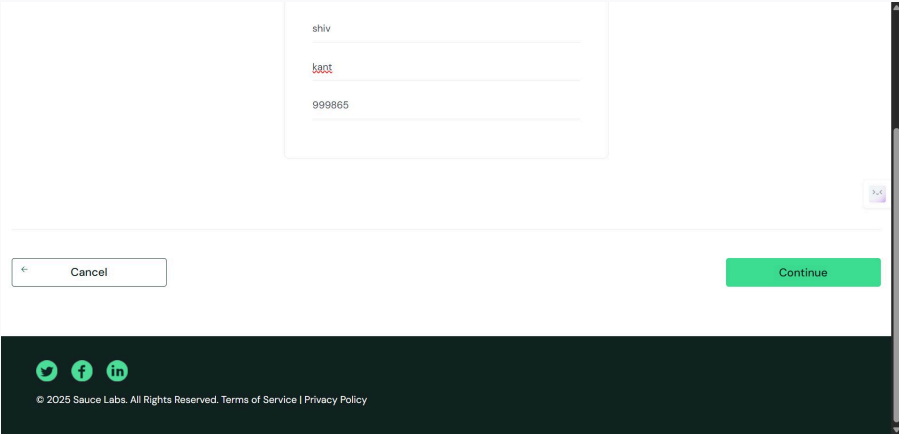 shiv
kant
999865
Cancel
Continue
© 2025 Sauce Labs. All Rights Reserved. Terms of Service | Privacy Policy